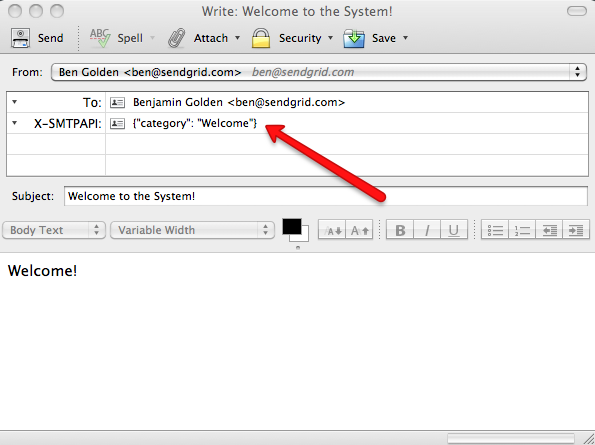 Write: Welcome to the System!
Send ABC Spell Attach Security Save
From: Ben Golden <ben@sendgrid.com> ben@sendgrid.com
To: Benjamin Golden <ben@sendgrid.com>
X-SMTPAPI: {"category": "Welcome"}
Subject: Welcome to the System!
Body Text Variable Width A A B I U
Welcome!